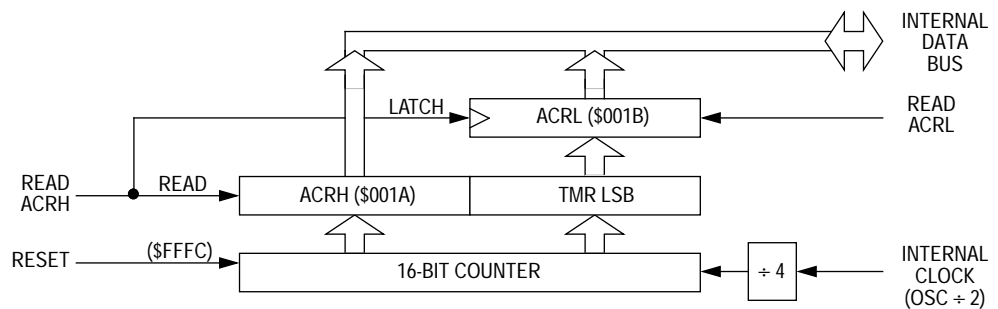 INTERNAL
DATA
BUS
LATCH
ACRL ($001B)
READ
ACRL
READ
ACRH
READ
ACRH ($001A)
TMR LSB
RESET
($FFFC)
16-BIT COUNTER
÷ 4
INTERNAL
CLOCK
(OSC ÷ 2)